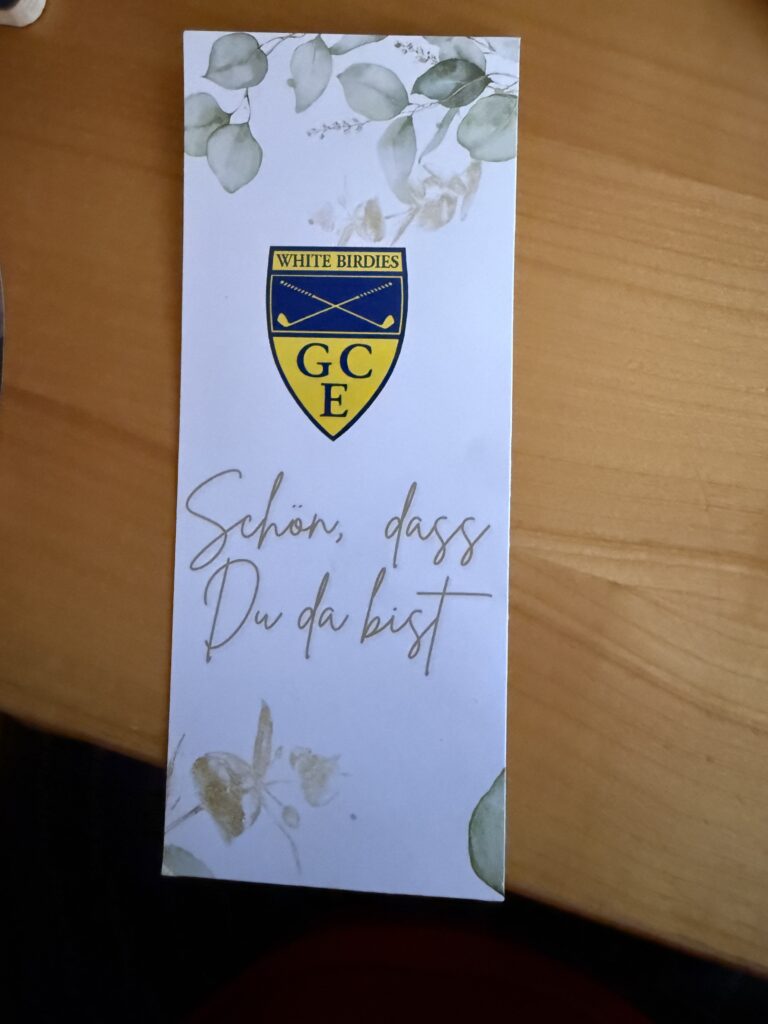 WHITE BIRDIES
GC
E
Schön, dass
Du da bist